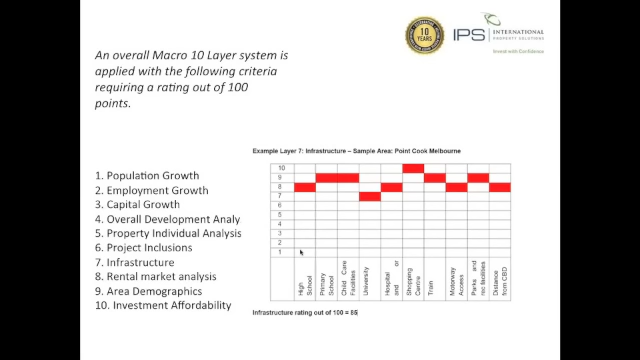 An overall Macro 10 Layer system is
applied with the following criteria
requiring a rating out of 100
points.
10
YEARS
IPS
INTERNATIONAL
PROPERTY SOLUTIONS
Invest with Confidence
1. Population Growth
2. Employment Growth
3. Capital Growth
4. Overall Development Analy
5. Property Individual Analysis
6. Project Inclusions
7. Infrastructure
8. Rental market analysis
9. Area Demographics
10. Investment Affordability
Example Layer 7: Infrastructure – Sample Area: Point Cook Melbourne
10
9
8
7
6
5
4
3
2
1
High
School
Primary
School
Child Care
Facilities
University
Hospital or
and or
Shopping
Centre
Train
Motorway
Access
Parks and
rec facilities
Distance
from CBD
Infrastructure rating out of 100 = 85